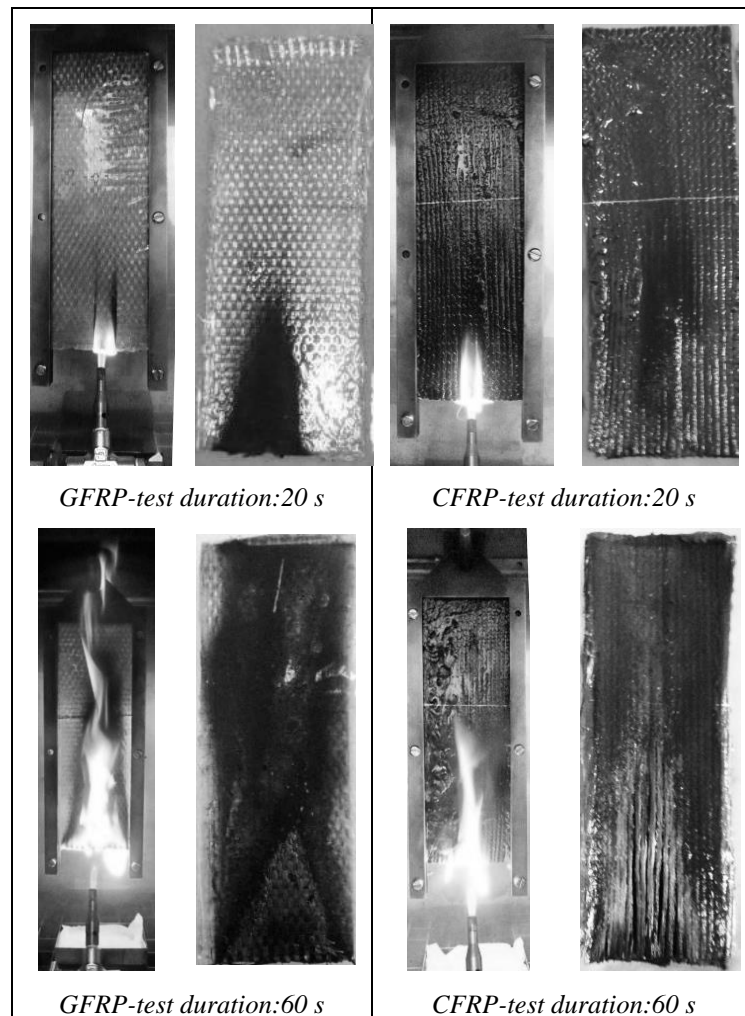 GFRP-test duration:20 s
CFRP-test duration:20 s
GFRP-test duration:60 s
CFRP-test duration:60 s